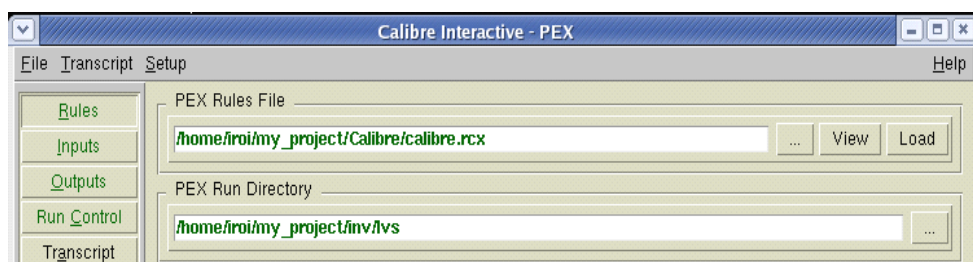 Calibre Interactive - PEX
File Transcript Setup Help
Rules
PEX Rules File
/home/iroi/my_project/Calibre/calibre.rcx ... View Load
Inputs
Outputs
PEX Run Directory
Run Control
/home/iroi/my_project/inv/lvs ...
Transcript